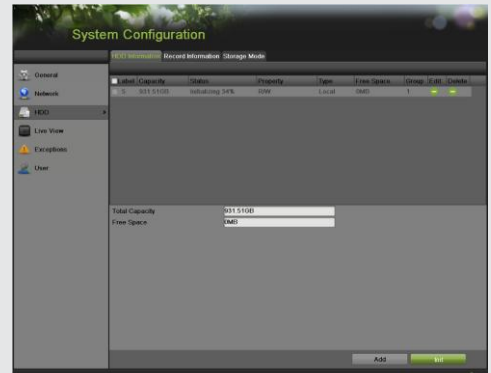 System Configuration
HDD Information Record Information Storage Mode
General
Network
HDD
Live View
Exceptions
User
Label Capacity Status Property Type Free Space Group Edit Delete
5 931.51GB Initializing 34% R/W Local 0MB 1
Total Capacity 931.51GB
Free Space 0MB
Add Init